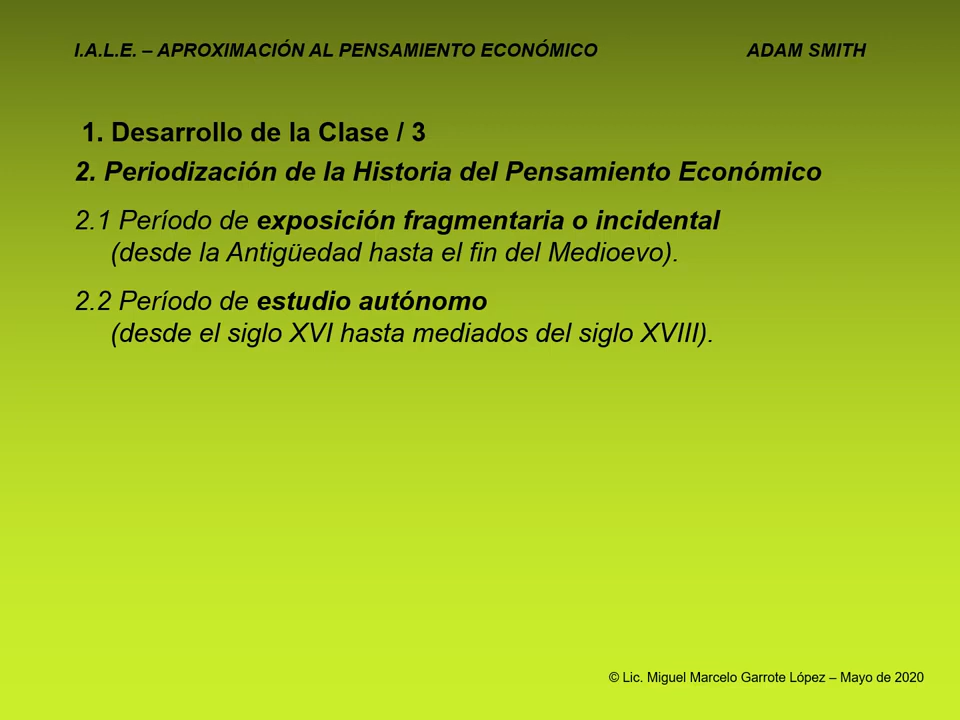 I.A.L.E. – APROXIMACIÓN AL PENSAMIENTO ECONÓMICO ADAM SMITH
1. Desarrollo de la Clase / 3
2. Periodización de la Historia del Pensamiento Económico
2.1 Período de exposición fragmentaria o incidental
(desde la Antigüedad hasta el fin del Medioevo).
2.2 Período de estudio autónomo
(desde el siglo XVI hasta mediados del siglo XVIII).
© Lic. Miguel Marcelo Garrote López – Mayo de 2020